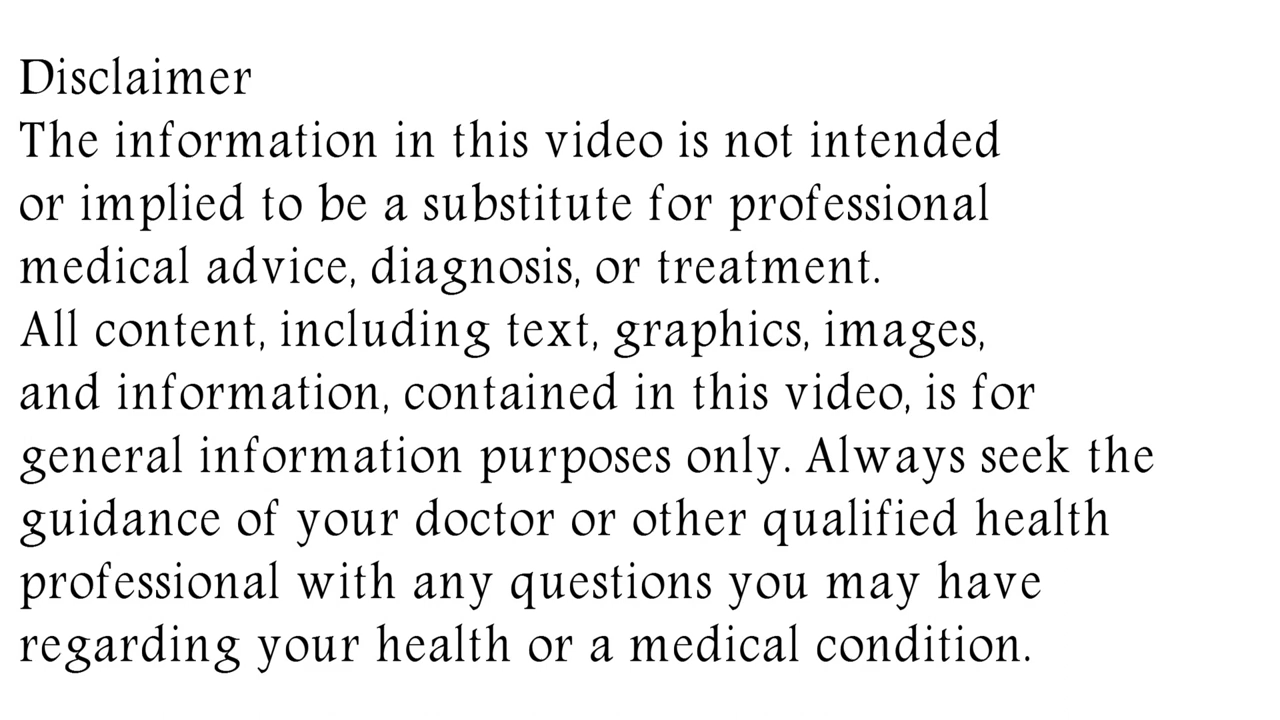 Disclaimer
The information in this video is not intended
or implied to be a substitute for professional
medical advice, diagnosis, or treatment.
All content, including text, graphics, images,
and information, contained in this video, is for
general information purposes only. Always seek the
guidance of your doctor or other qualified health
professional with any questions you may have
regarding your health or a medical condition.